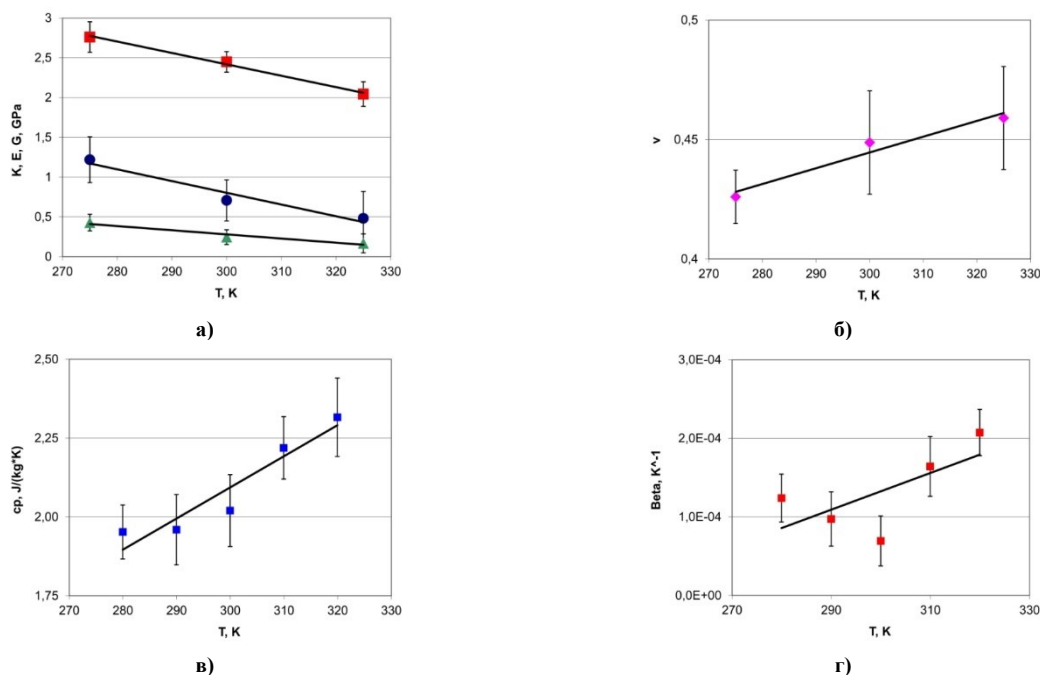 3
2,5
2
1,5
1
0,5
0
K, E, G, GPa
270 280 290 300 310 320 330
T, K
а)
0,5
0,45
0,4
ν
270 280 290 300 310 320 330
T, K
б)
2,50
2,25
2,00
1,75
cp, J/(kg*K)
270 280 290 300 310 320 330
T, K
в)
3,0E-04
2,0E-04
1,0E-04
0,0E+00
Beta, K^-1
270 290 310 330
T, K
г)